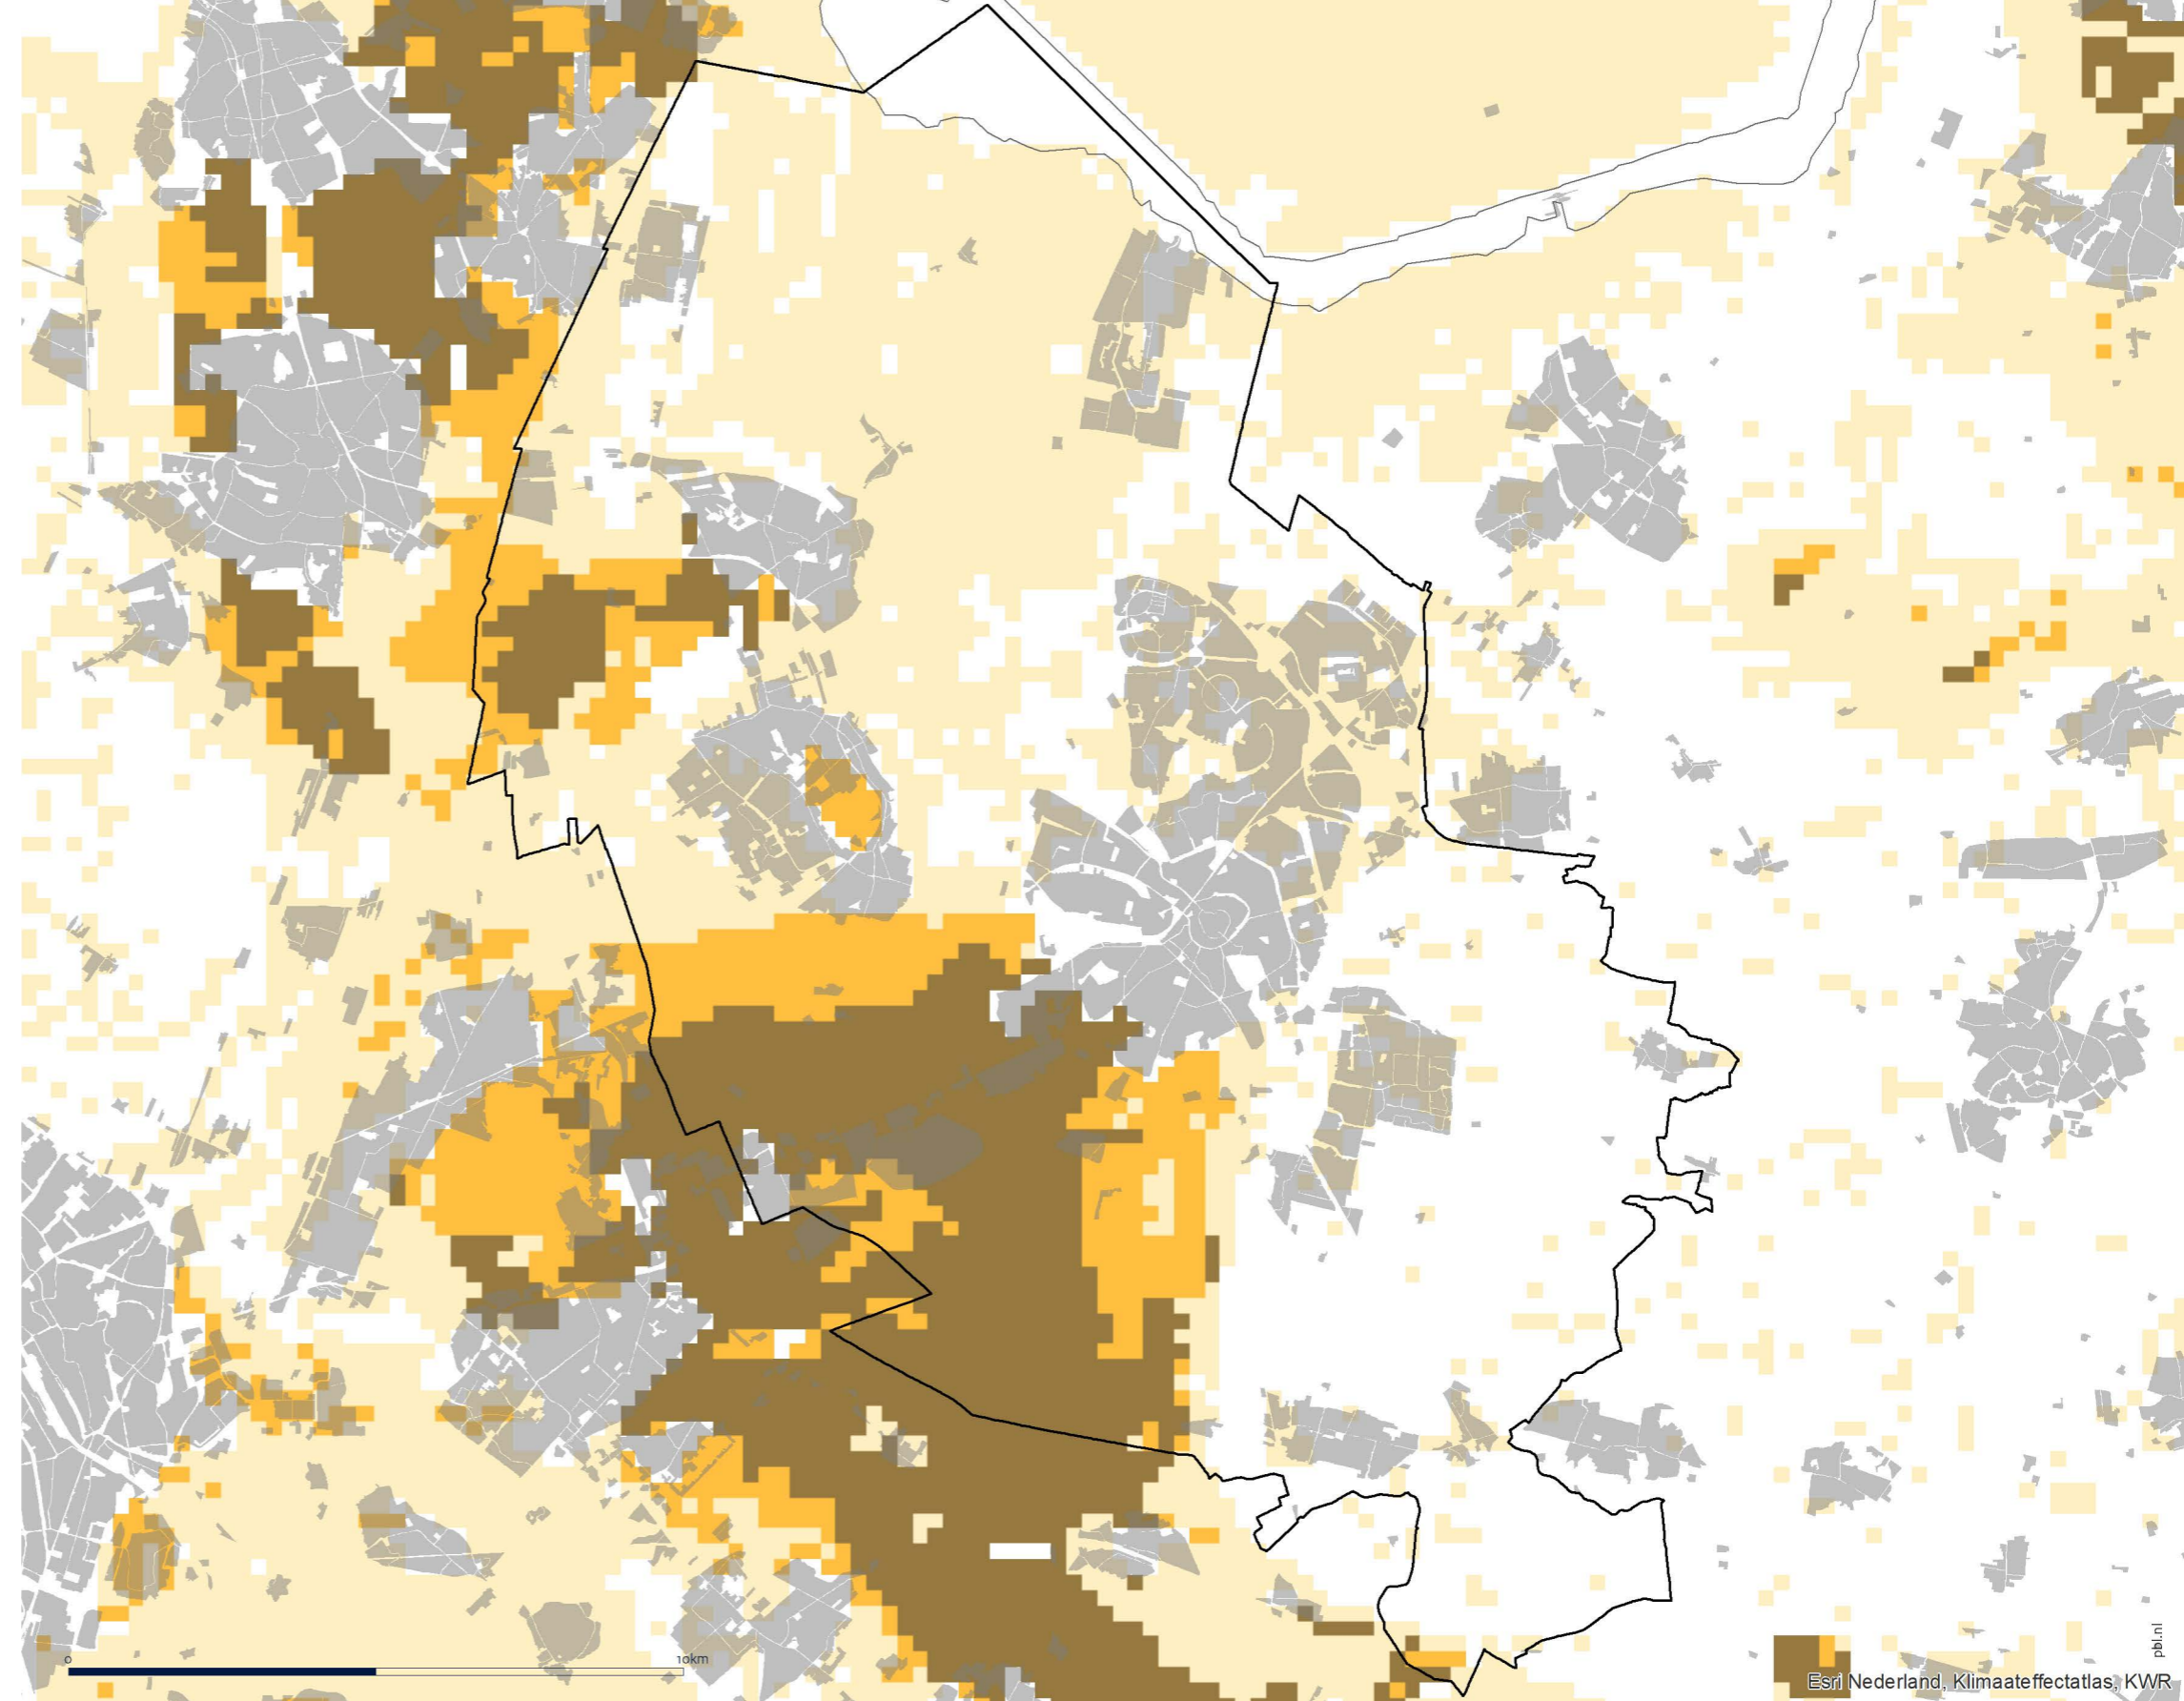 0
10km
pbl.nl
Esri Nederland, Klimaateffectatlas, KWR